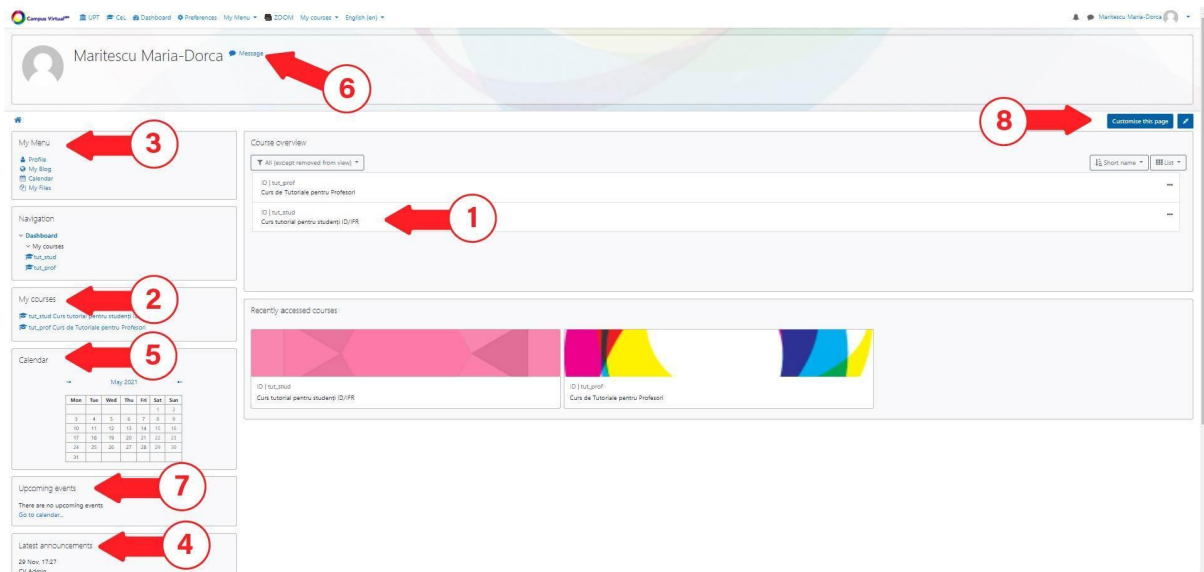 Campus Virtual UPT CeL Dashboard Preferences My Menu ZOOM My courses English (en) Maritescu Maria-Dorca
Maritescu Maria-Dorca Message
6
8
Customise this page
My Menu
3
Profile
My Blog
Calendar
My Files
Navigation
Dashboard
My courses
tut_stud
tut_prof
My courses
2
tut_stud Curs tutorial pentru studenți
tut_prof Curs de Tutoriale pentru Profesori
Calendar
5
May 2021
Mon Tue Wed Thu Fri Sat Sun
1 2
3 4 5 6 7 8 9
10 11 12 13 14 15 16
17 18 19 20 21 22 23
24 25 26 27 28 29 30
31
Upcoming events
7
There are no upcoming events
Go to calendar...
Latest announcements
4
29 Nov, 17:27
CV Admin
Course overview
All (except removed from view) Short name List
ID | tut_prof
Curs de Tutoriale pentru Profesori
ID | tut_stud
Curs tutorial pentru studenți ID/IFR
1
Recently accessed courses
ID | tut_stud
Curs tutorial pentru studenți ID/IFR
ID | tut_prof
Curs de Tutoriale pentru Profesori